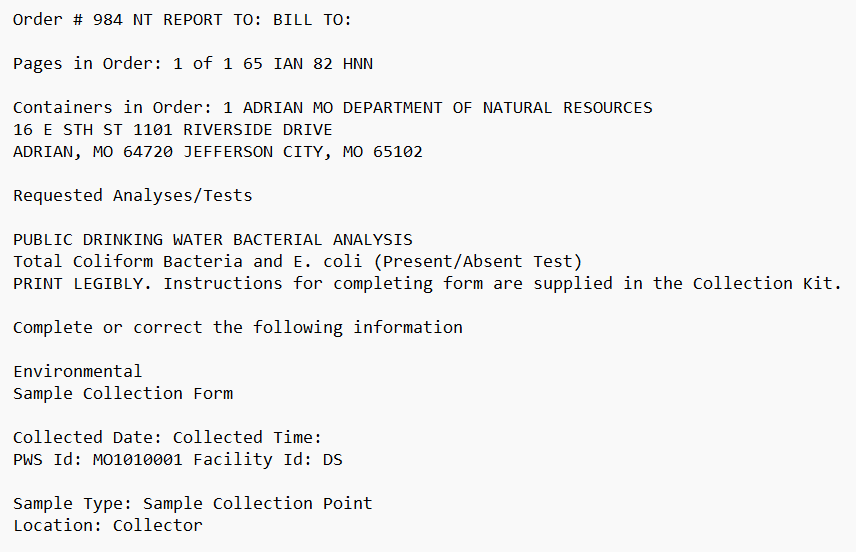 Order # 984 NT REPORT TO: BILL TO:
Pages in Order: 1 of 1 65 IAN 82 HNN
Containers in Order: 1 ADRIAN MO DEPARTMENT OF NATURAL RESOURCES
16 E STH ST 1101 RIVERSIDE DRIVE
ADRIAN, MO 64720 JEFFERSON CITY, MO 65102
Requested Analyses/Tests
PUBLIC DRINKING WATER BACTERIAL ANALYSIS
Total Coliform Bacteria and E. coli (Present/Absent Test)
PRINT LEGIBLY. Instructions for completing form are supplied in the Collection Kit.
Complete or correct the following information
Environmental
Sample Collection Form
Collected Date: Collected Time:
PWS Id: MO1010001 Facility Id: DS
Sample Type: Sample Collection Point
Location: Collector